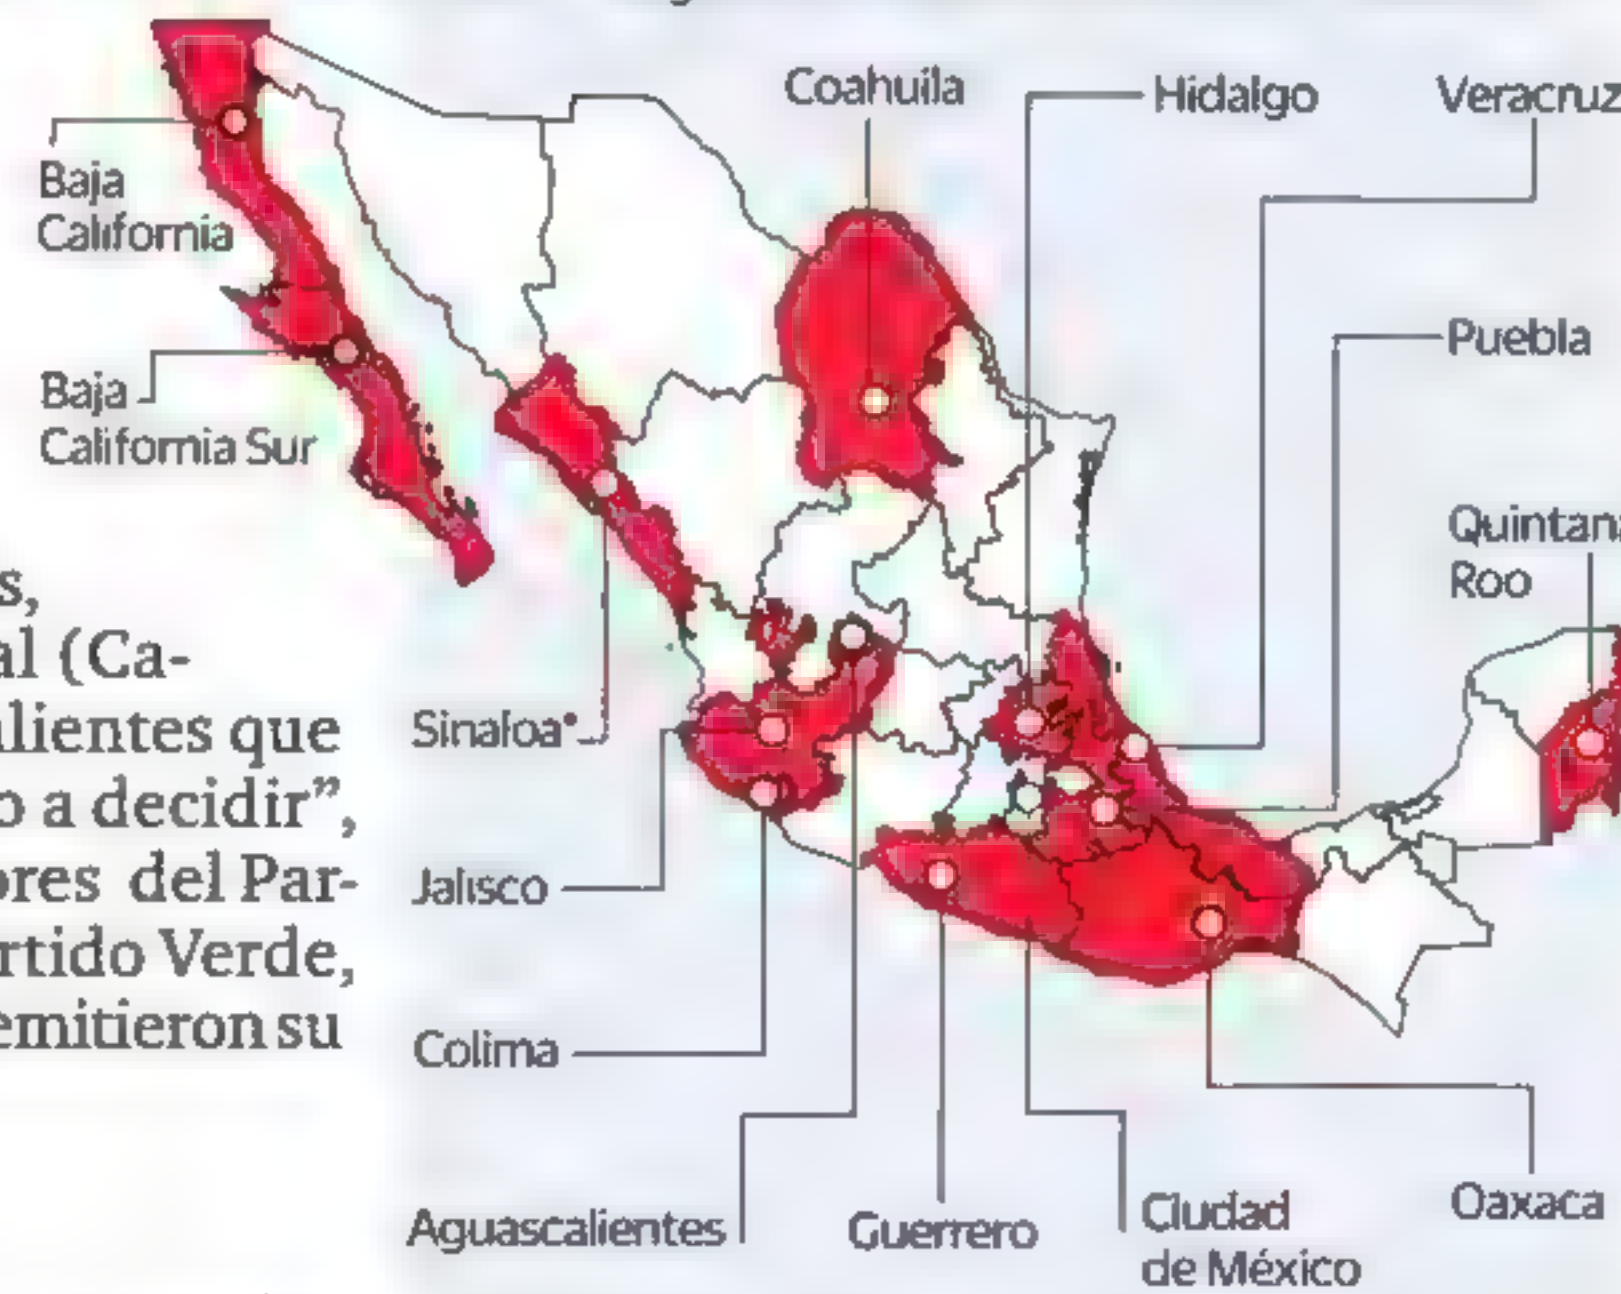 s,
al (Ca-
alientes que
o a decidir”,
ores del Par-
rtido Verde,
emitieron su
Coahuila
Hidalgo
Veracruz
Baja
California
Puebla
Baja
California Sur
Quintana
Roo
Sinaloa*
Jalisco
Colima
Aguascalientes
Guerrero
Ciudad
de México
Oaxaca